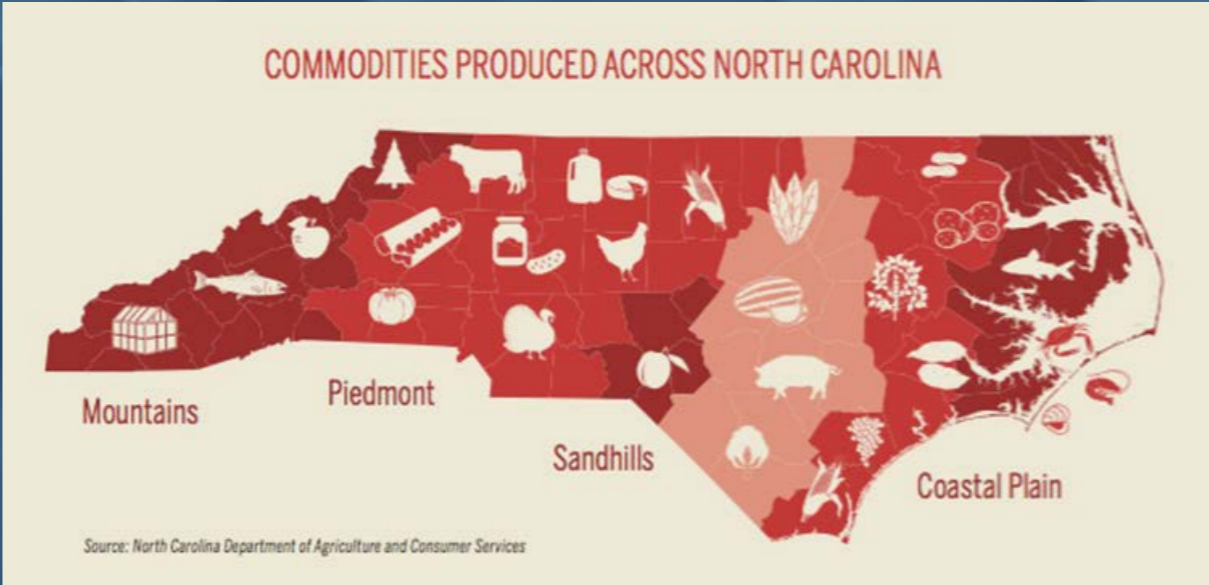 COMMODITIES PRODUCED ACROSS NORTH CAROLINA
Mountains
Piedmont
Sandhills
Coastal Plain
Source: North Carolina Department of Agriculture and Consumer Services